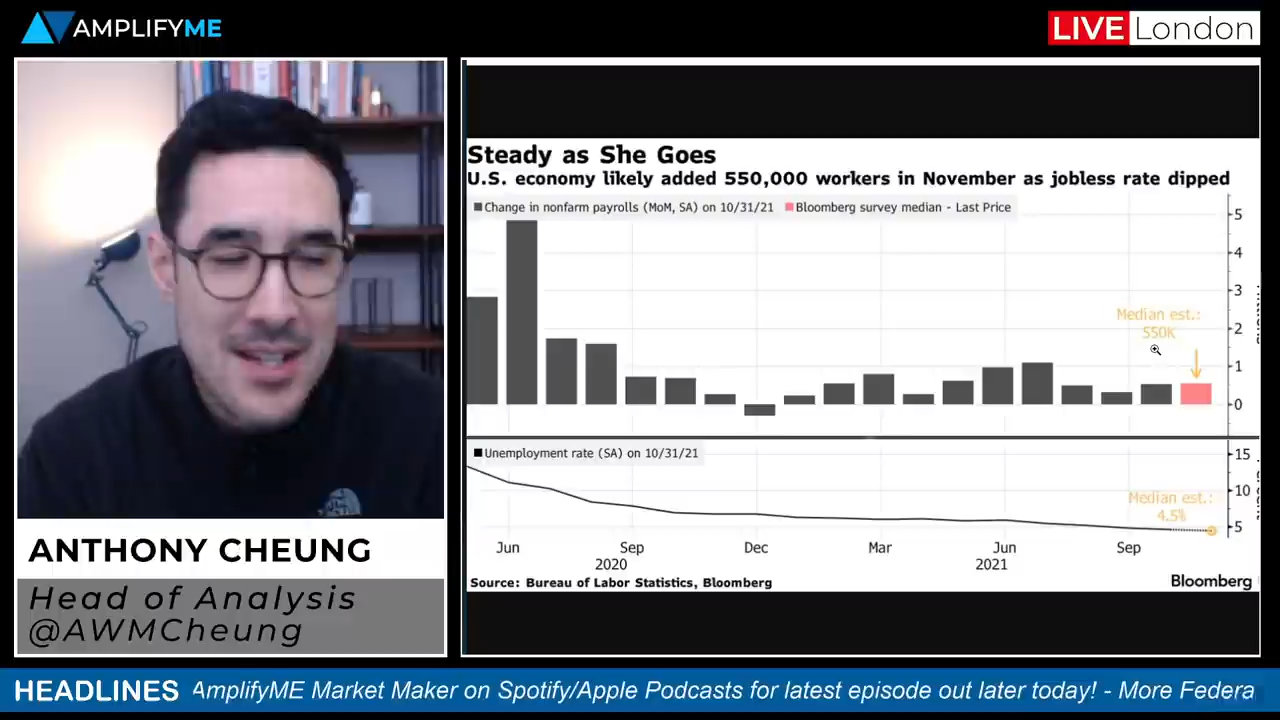 AMPLIFYME
LIVE London
Steady as She Goes
U.S. economy likely added 550,000 workers in November as jobless rate dipped
Change in nonfarm payrolls (MoM, SA) on 10/31/21 Bloomberg survey median - Last Price
5
4
3
2
1
0
Median est.:
550K
Unemployment rate (SA) on 10/31/21
15
10
5
Median est.:
4.5%
Jun Sep Dec Mar Jun Sep
2020 2021
Source: Bureau of Labor Statistics, Bloomberg
Bloomberg
ANTHONY CHEUNG
Head of Analysis
@AWMCheung
HEADLINES AmplifyME Market Maker on Spotify/Apple Podcasts for latest episode out later today! - More Federa